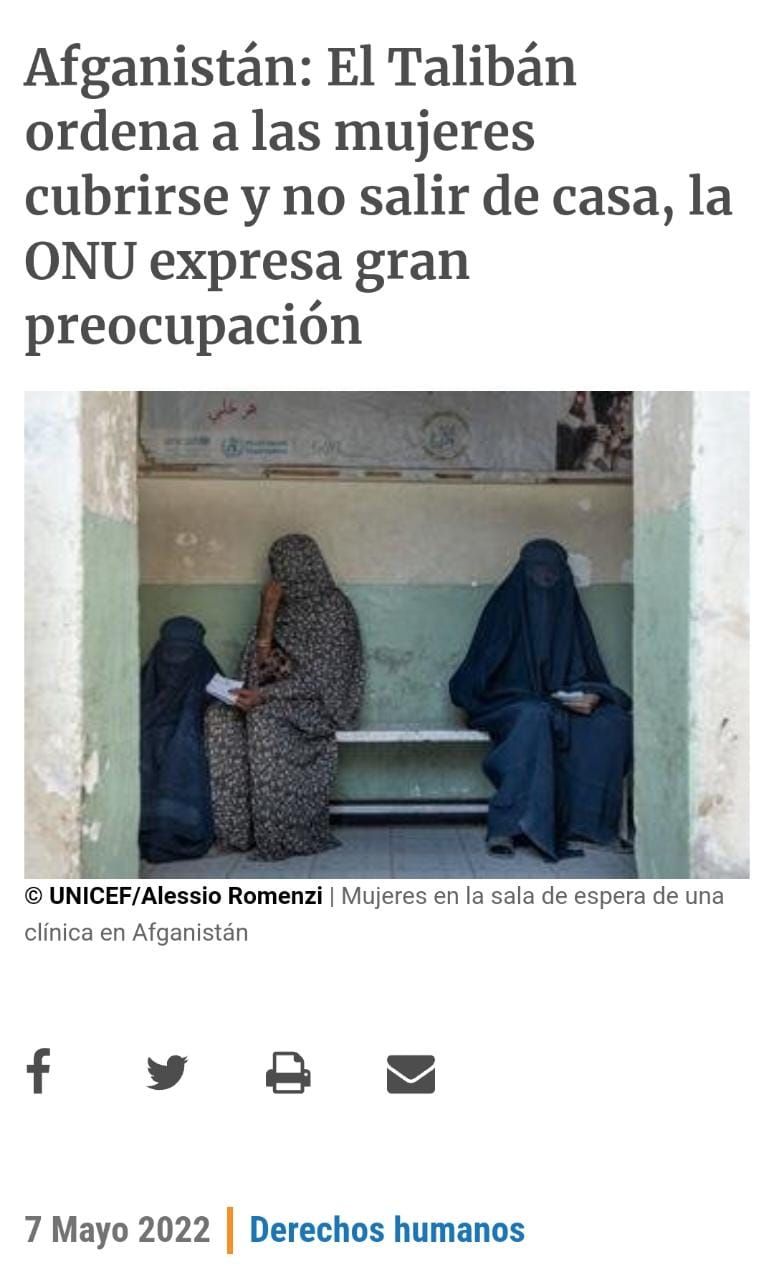 Afganistán: El Talibán
ordena a las mujeres
cubrirse y no salir de casa, la
ONU expresa gran
preocupación
unicef
© UNICEF/Alessio Romenzi | Mujeres en la sala de espera de una
clínica en Afganistán
7 Mayo 2022 | Derechos humanos